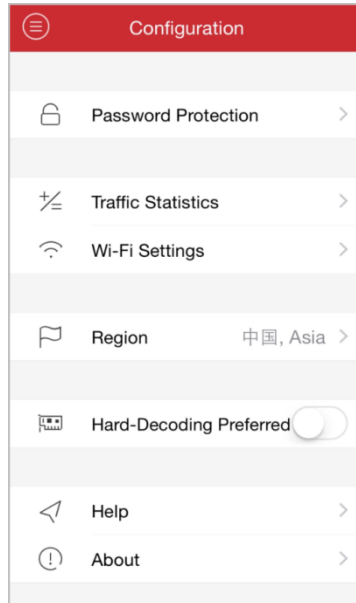 Configuration
Password Protection
Traffic Statistics
Wi-Fi Settings
Region 中国, Asia
Hard-Decoding Preferred
Help
About